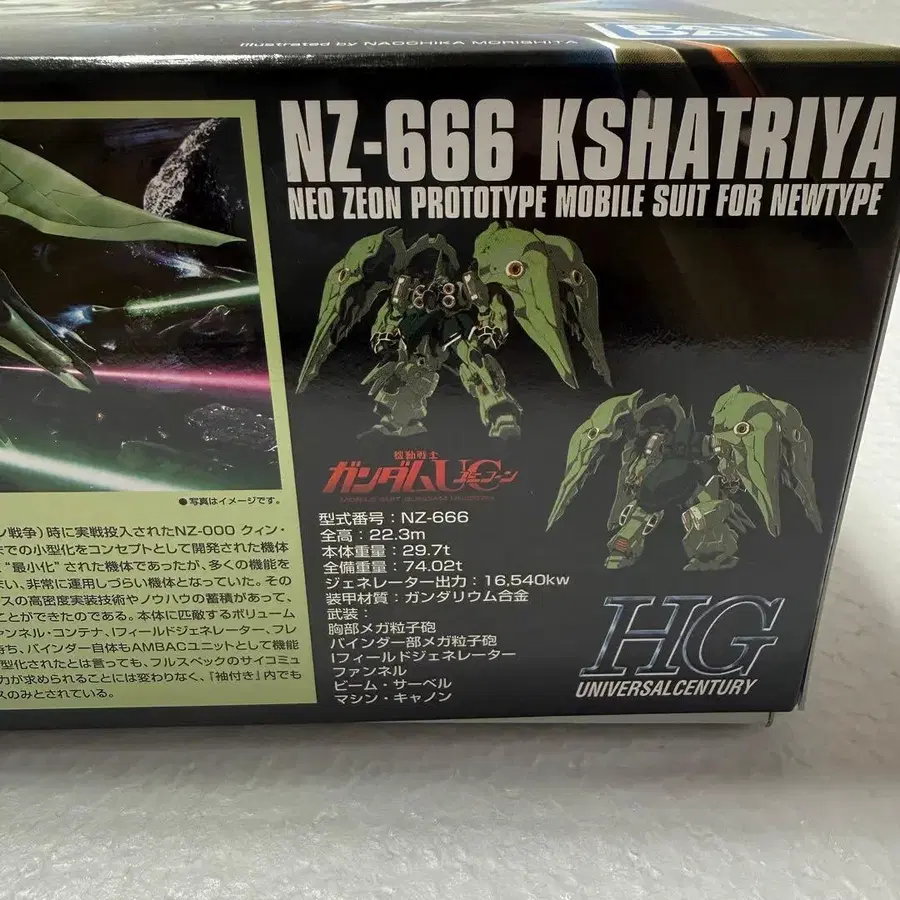 Illustrated by NAOCHIKA MORISHITA
BAN
NZ-666 KSHATRIYA
NEO ZEON PROTOTYPE MOBILE SUIT FOR NEWTYPE
●写真はイメージです。
機動戦士
ガンダムUC
ユニコーン
MOBILE SUIT GUNDAM UNICORN
ン戦争)時に実戦投入されたNZ-000 クィン・
までの小型化をコンセプトとして開発された機体
“最小化”された機体であったが、多くの機能を
まい、非常に運用しづらい機体となっていた。その
スの高密度実装技術やノウハウの蓄積があって、
ことができたのである。本体に匹敵するボリューム
ァンネル・コンテナ、Iフィールドジェネレーター、フレ
持ち、バインダー自体もAMBACユニットとして機能
型化されたとは言っても、フルスペックのサイコミュ
力が求められることには変わりなく、「袖付き」内でも
スのみとされている。
型式番号:NZ-666
全高:22.3m
本体重量:29.7t
全備重量:74.02t
ジェネレーター出力:16,540kw
装甲材質:ガンダリウム合金
武装:
胸部メガ粒子砲
バインダー部メガ粒子砲
Iフィールドジェネレーター
ファンネル
ビーム・サーベル
マシン・キャノン
HG
UNIVERSAL CENTURY